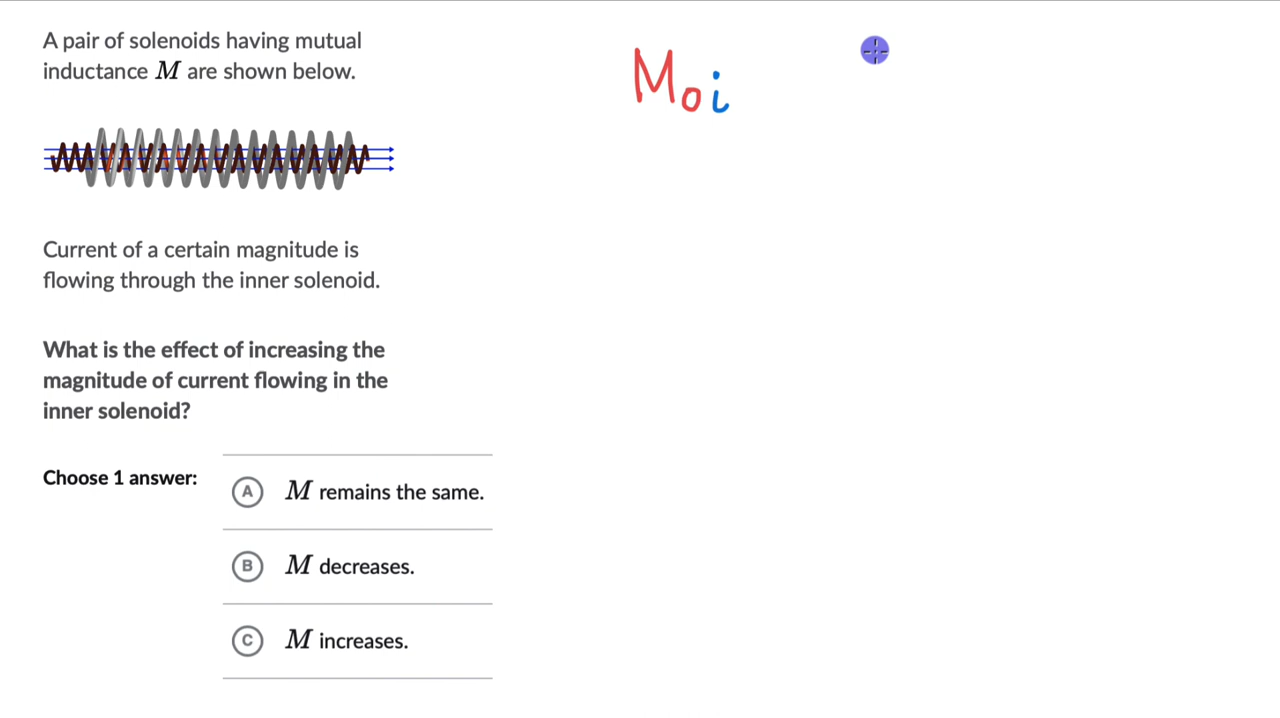 A pair of solenoids having mutual
inductance M are shown below.
Moi
Current of a certain magnitude is
flowing through the inner solenoid.
What is the effect of increasing the
magnitude of current flowing in the
inner solenoid?
Choose 1 answer:
A M remains the same.
B M decreases.
C M increases.